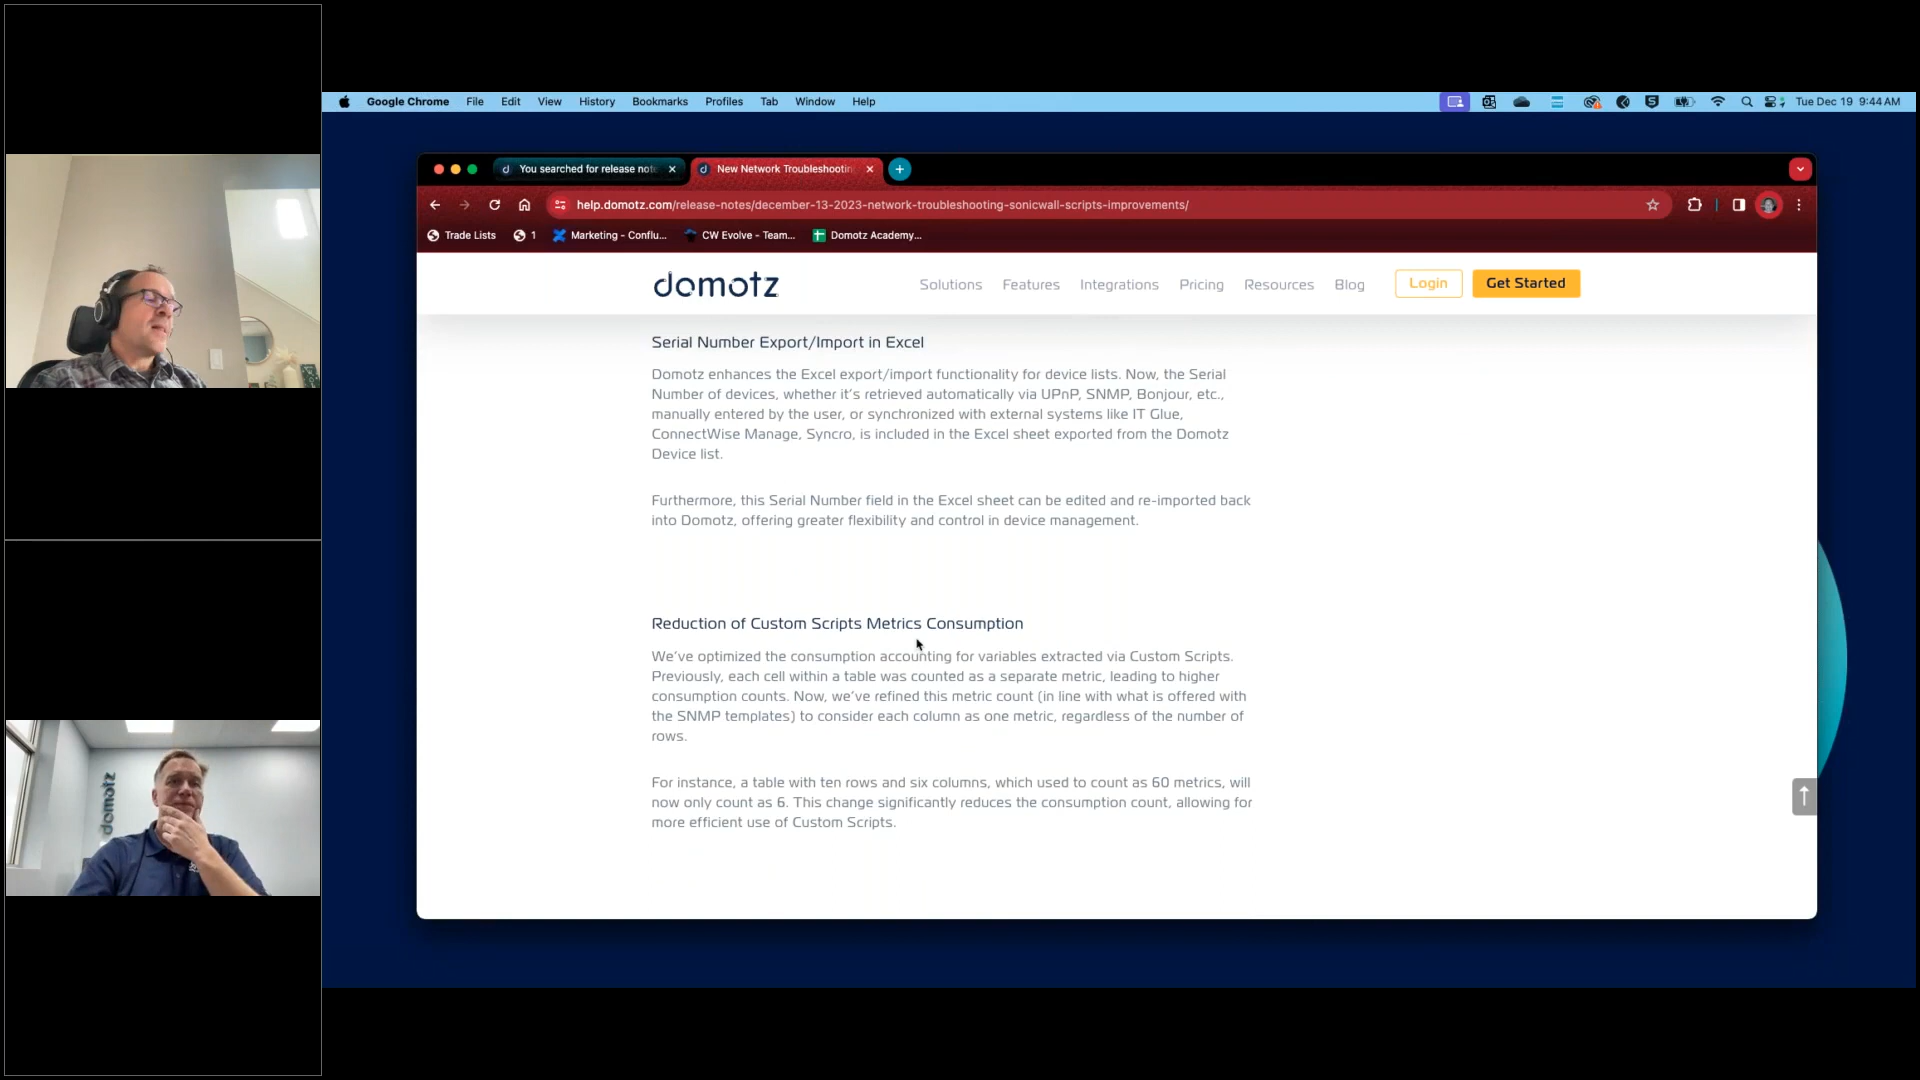 Google Chrome File Edit View History Bookmarks Profiles Tab Window Help
Tue Dec 19 9:44 AM
You searched for release not
New Network Troubleshootin
help.domotz.com/release-notes/december-13-2023-network-troubleshooting-sonicwall-scripts-improvements/
Trade Lists 1 Marketing - Conflu... CW Evolve - Team... Domotz Academy...
domotz Solutions Features Integrations Pricing Resources Blog Login Get Started
Serial Number Export/Import in Excel
Domotz enhances the Excel export/import functionality for device lists. Now, the Serial
Number of devices, whether it's retrieved automatically via UPnP, SNMP, Bonjour, etc.,
manually entered by the user, or synchronized with external systems like IT Glue,
ConnectWise Manage, Syncro, is included in the Excel sheet exported from the Domotz
Device list.
Furthermore, this Serial Number field in the Excel sheet can be edited and re-imported back
into Domotz, offering greater flexibility and control in device management.
Reduction of Custom Scripts Metrics Consumption
We've optimized the consumption accounting for variables extracted via Custom Scripts.
Previously, each cell within a table was counted as a separate metric, leading to higher
consumption counts. Now, we've refined this metric count (in line with what is offered with
the SNMP templates) to consider each column as one metric, regardless of the number of
rows.
For instance, a table with ten rows and six columns, which used to count as 60 metrics, will
now only count as 6. This change significantly reduces the consumption count, allowing for
more efficient use of Custom Scripts.
domotz